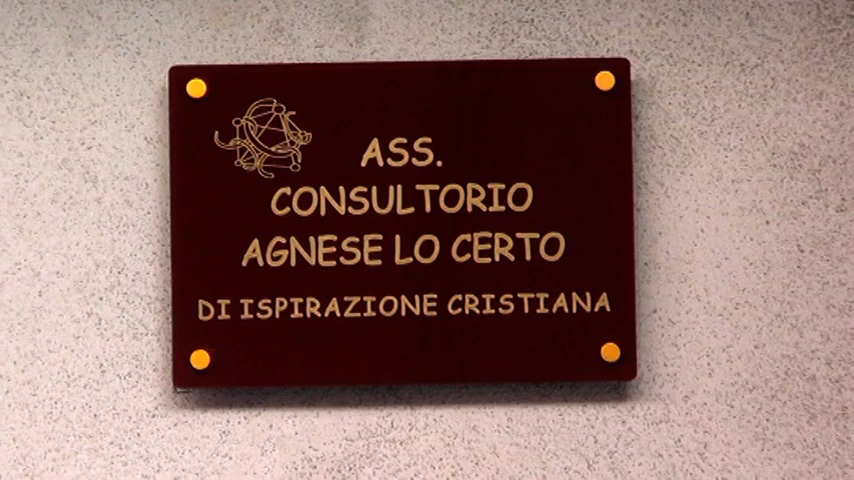 ASS.
CONSULTORIO
AGNESE LO CERTO
DI ISPIRAZIONE CRISTIANA